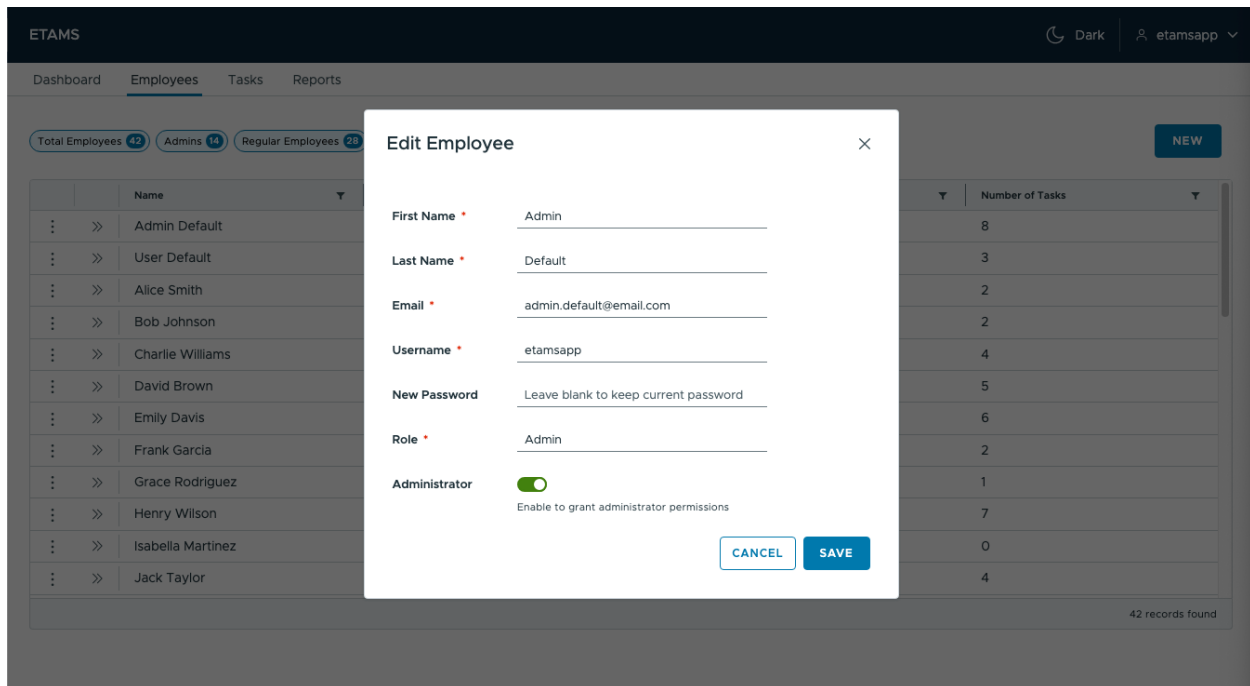 ETAMS
Dark
etamsapp
Dashboard Employees Tasks Reports
Total Employees 42 Admins 14 Regular Employees 28
NEW
Edit Employee
Name
Number of Tasks
First Name * Admin
Last Name * Default
Email * admin.default@email.com
Username * etamsapp
New Password Leave blank to keep current password
Role * Admin
Administrator
Enable to grant administrator permissions
CANCEL SAVE
Admin Default 8
User Default 3
Alice Smith 2
Bob Johnson 2
Charlie Williams 4
David Brown 5
Emily Davis 6
Frank Garcia 2
Grace Rodriguez 1
Henry Wilson 7
Isabella Martinez 0
Jack Taylor 4
42 records found